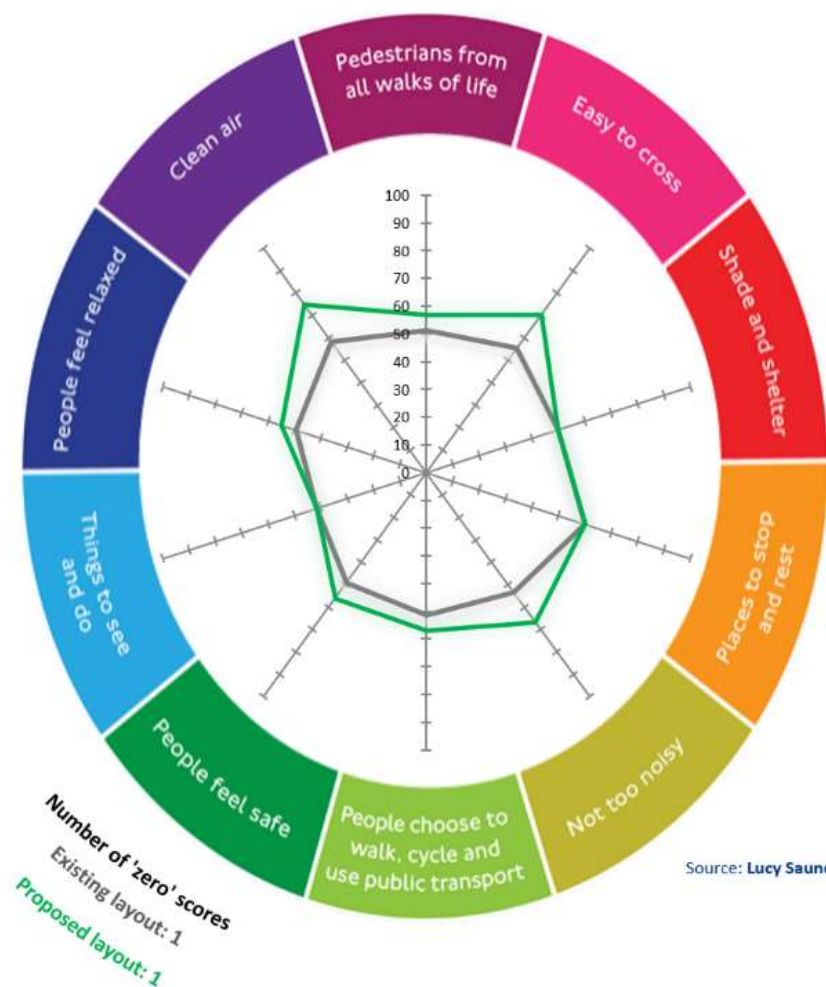 Pedestrians from
all walks of life
Easy to cross
Shade and shelter
Places to stop
and rest
Not too noisy
People choose to
walk, cycle and
use public transport
People feel safe
Things to see
and do
People feel relaxed
Clean air
100
90
80
70
60
50
40
30
20
10
0
Number of 'zero' scores
Existing layout: 1
Proposed layout: 1
Source: Lucy